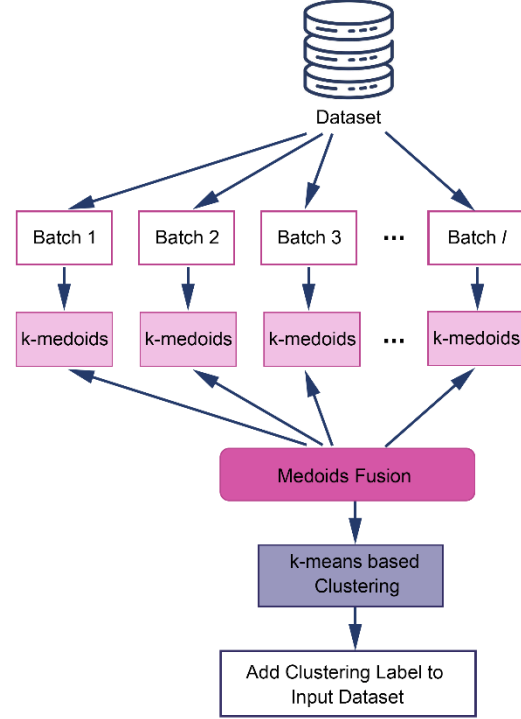 Dataset
Batch 1
Batch 2
Batch 3
...
Batch l
k-medoids
k-medoids
k-medoids
...
k-medoids
Medoids Fusion
k-means based
Clustering
Add Clustering Label to
Input Dataset